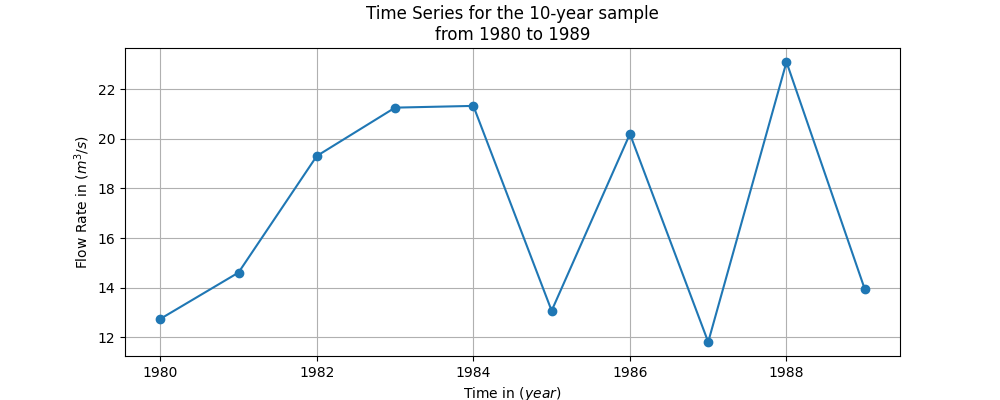 Time Series for the 10-year sample
from 1980 to 1989
Flow Rate in (m³/s)
22
20
18
16
14
12
1980 1982 1984 1986 1988
Time in (year)